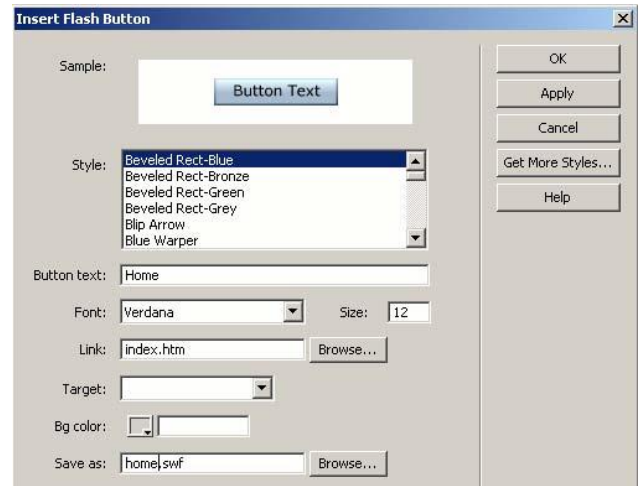 Insert Flash Button
Sample:
Button Text
Style:
Beveled Rect-Blue
Beveled Rect-Bronze
Beveled Rect-Green
Beveled Rect-Grey
Blip Arrow
Blue Warper
Button text: Home
Font: Verdana Size: 12
Link: index.htm Browse...
Target:
Bg color:
Save as: home.swf Browse...
OK
Apply
Cancel
Get More Styles...
Help